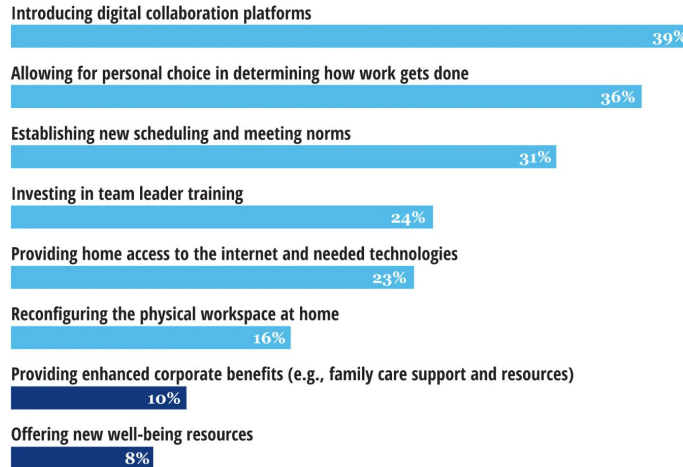 Introducing digital collaboration platforms
39%
Allowing for personal choice in determining how work gets done
36%
Establishing new scheduling and meeting norms
31%
Investing in team leader training
24%
Providing home access to the internet and needed technologies
23%
Reconfiguring the physical workspace at home
16%
Providing enhanced corporate benefits (e.g., family care support and resources)
10%
Offering new well-being resources
8%